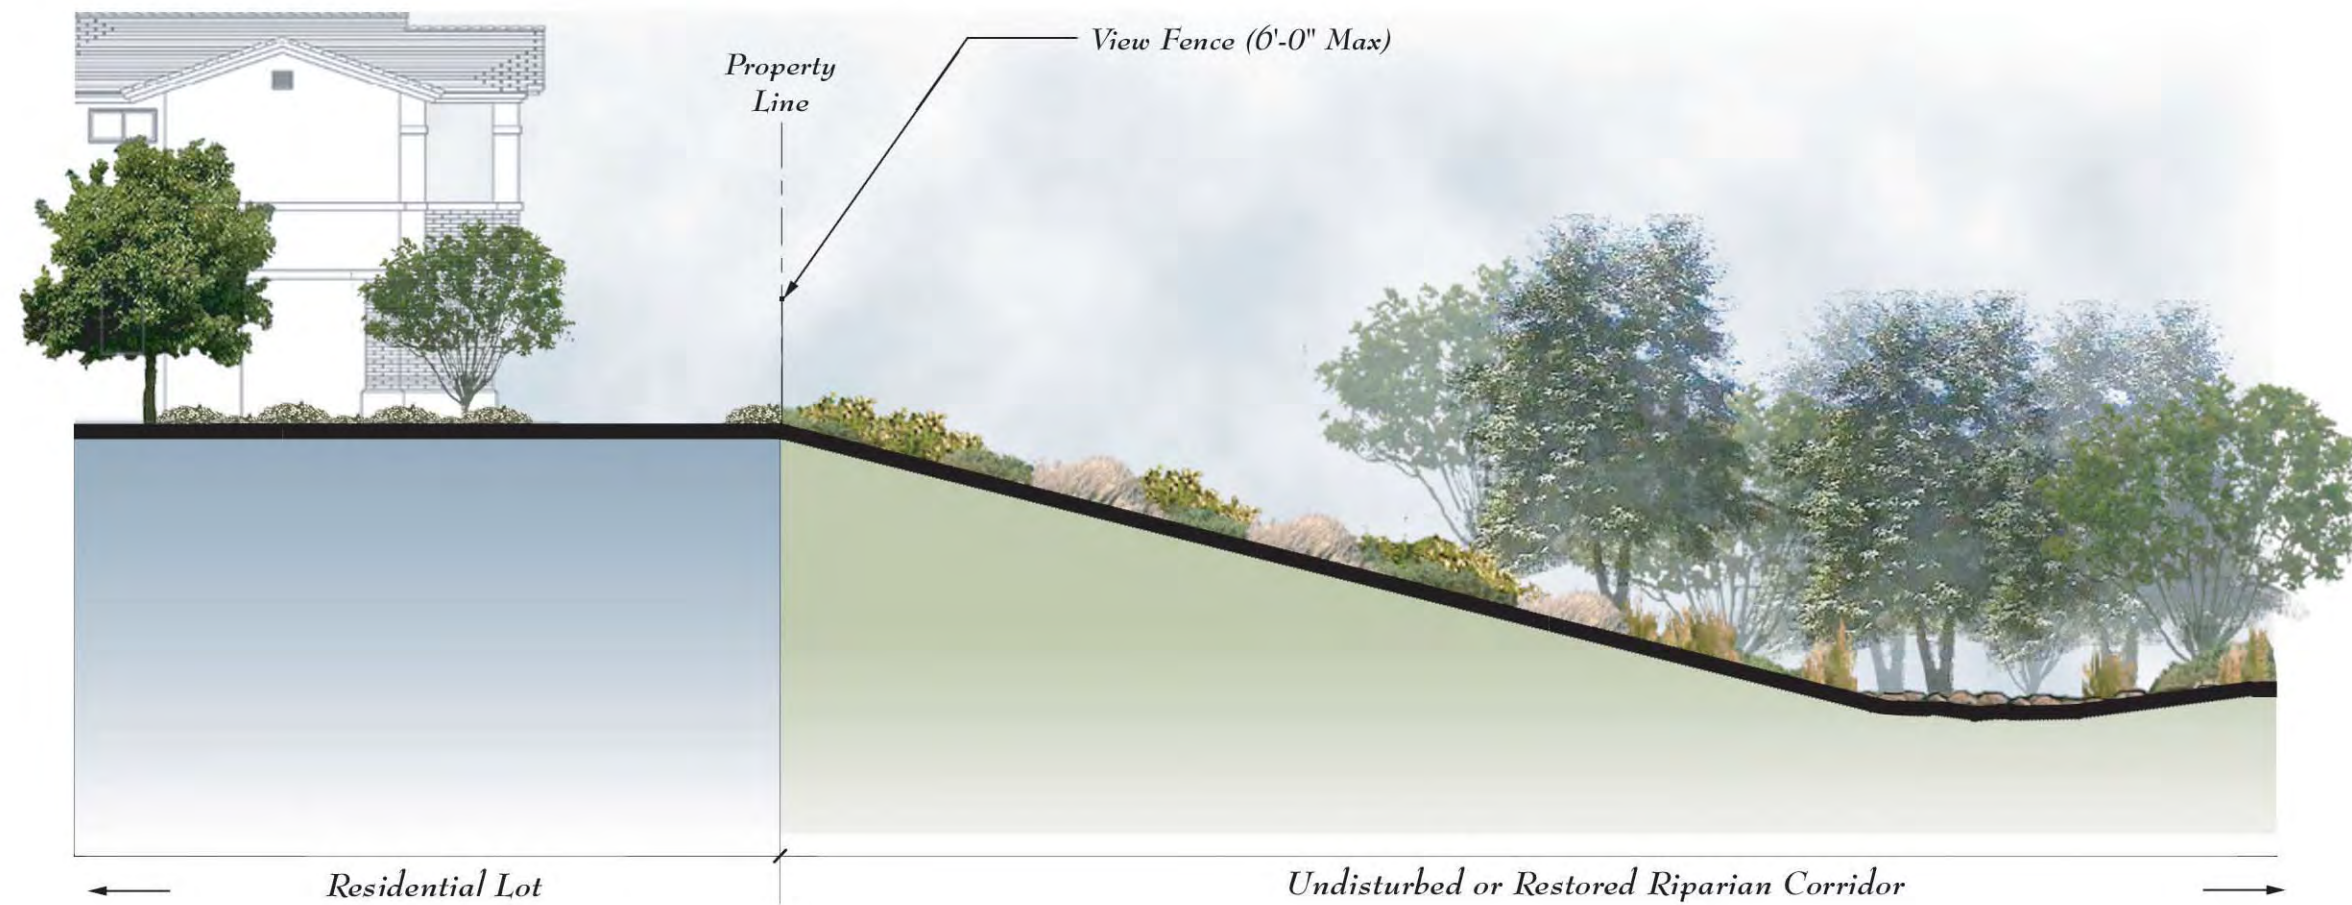 View Fence (6'-0" Max)
Property
Line
Residential Lot
Undisturbed or Restored Riparian Corridor